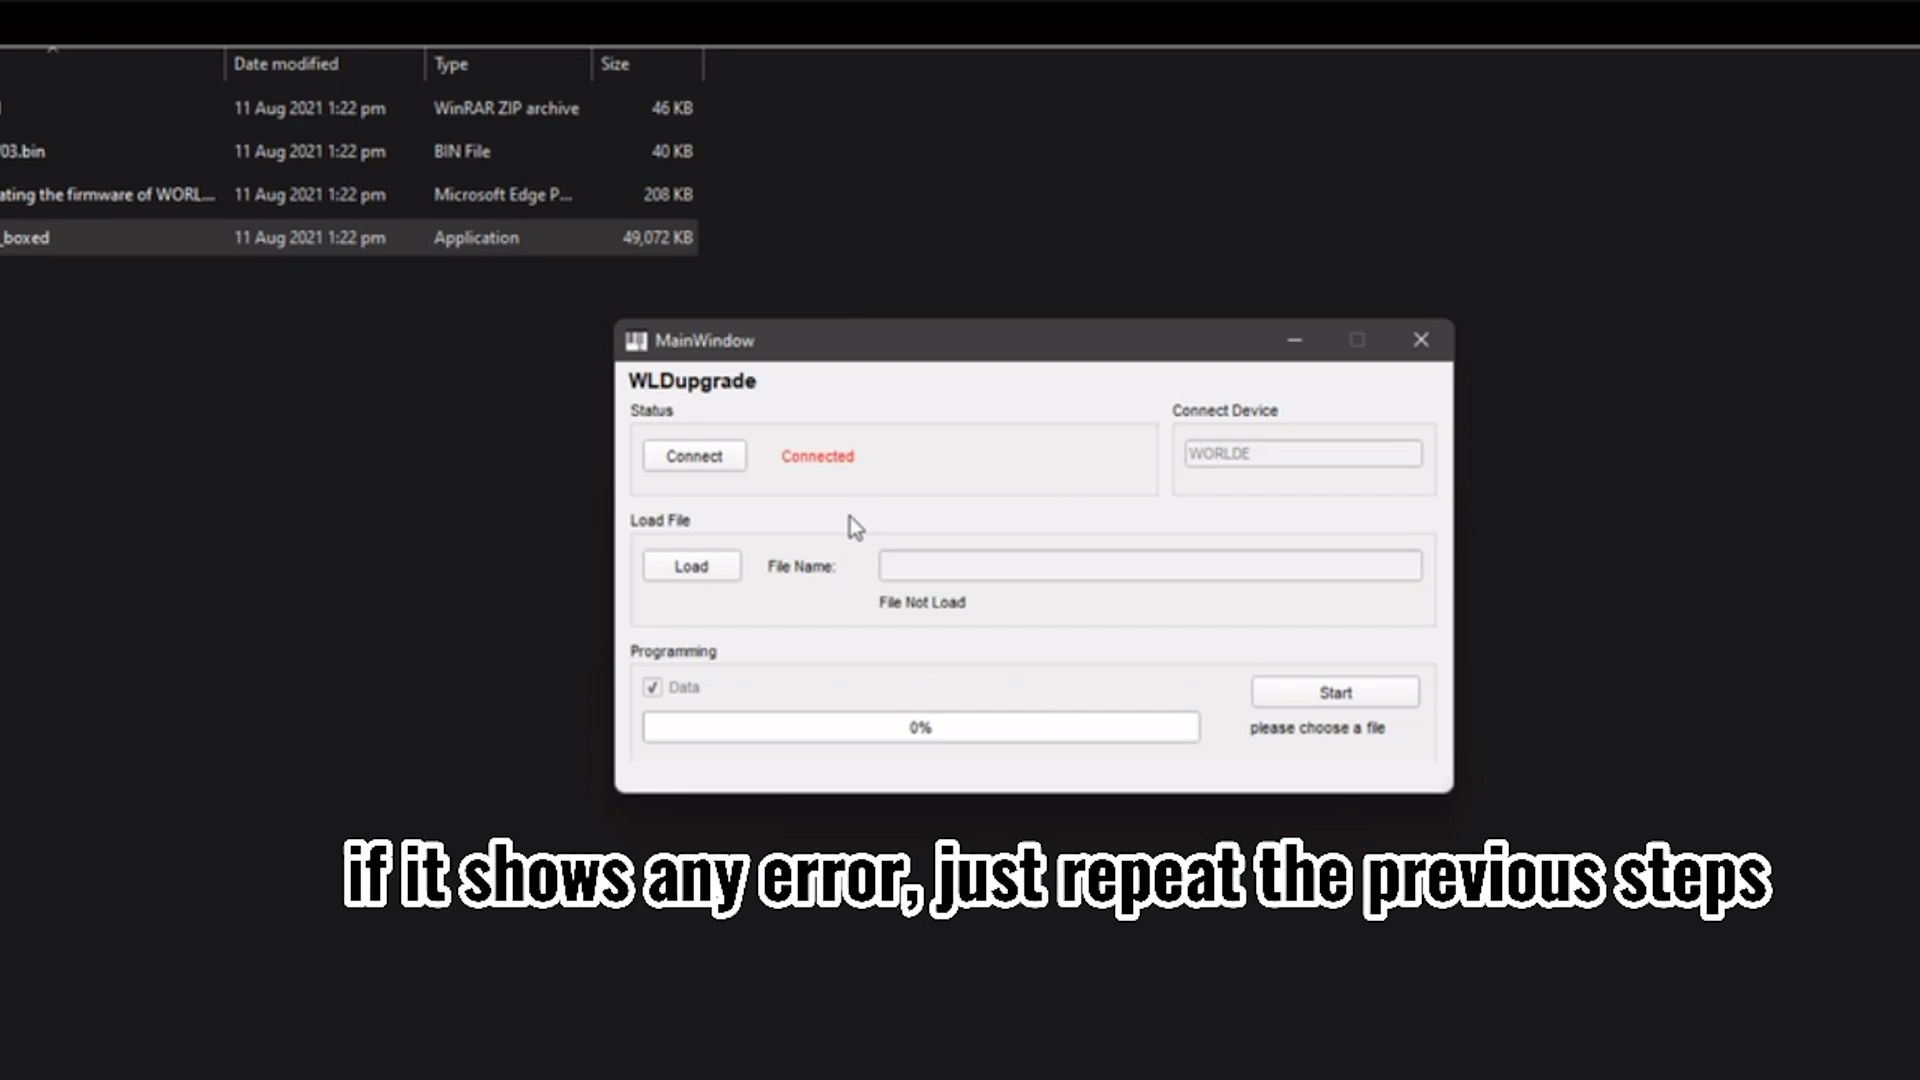 Date modified Type Size
11 Aug 2021 1:22 pm WinRAR ZIP archive 46 KB
03.bin 11 Aug 2021 1:22 pm BIN File 40 KB
ating the firmware of WORL... 11 Aug 2021 1:22 pm Microsoft Edge P... 208 KB
_boxed 11 Aug 2021 1:22 pm Application 49,072 KB
MainWindow
WLDupgrade
Status Connect Device
Connect Connected WORLDE
Load File
Load File Name:
File Not Load
Programming
Data Start
0% please choose a file
if it shows any error, just repeat the previous steps